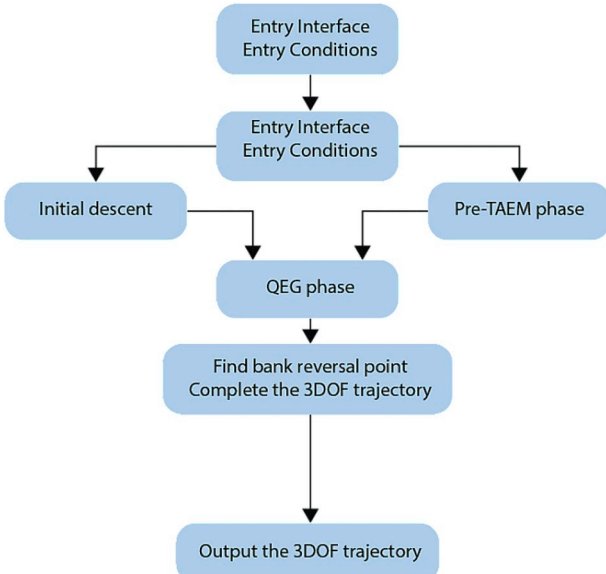 Entry Interface
Entry Conditions
Entry Interface
Entry Conditions
Initial descent
Pre-TAEM phase
QEG phase
Find bank reversal point
Complete the 3DOF trajectory
Output the 3DOF trajectory